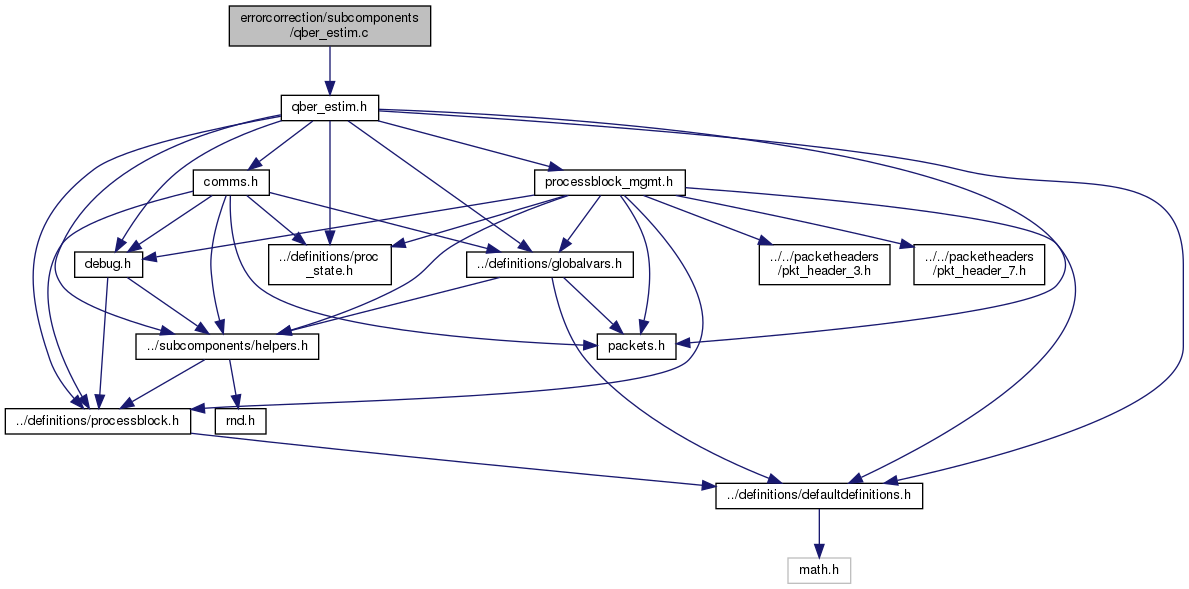 errorcorrection/subcomponents
/qber_estim.c
qber_estim.h
comms.h
processblock_mgmt.h
debug.h
../definitions/proc
_state.h
../definitions/globalvars.h
../../packetheaders
/pkt_header_3.h
../../packetheaders
/pkt_header_7.h
../subcomponents/helpers.h
packets.h
../definitions/processblock.h
rnd.h
../definitions/defaultdefinitions.h
math.h